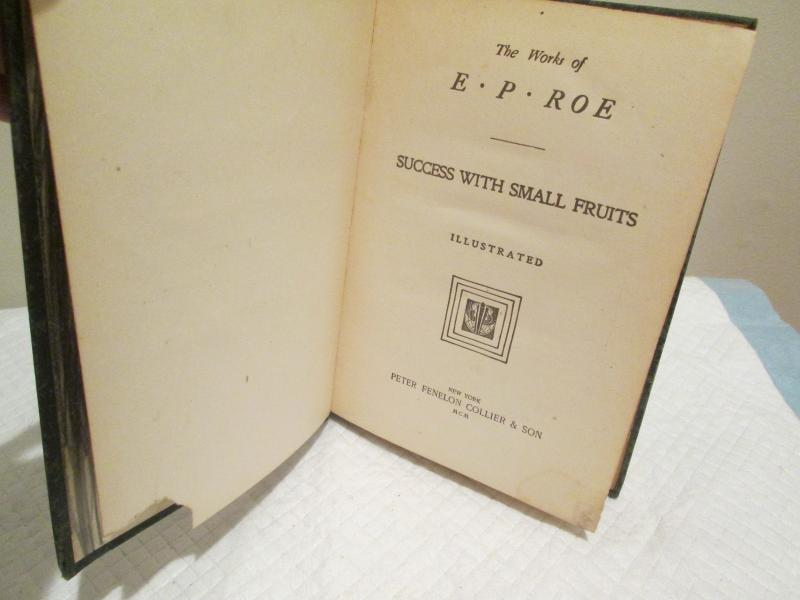 The Works of
E · P · ROE
SUCCESS WITH SMALL FRUITS
ILLUSTRATED
NEW YORK
PETER FENELON COLLIER & SON
MCM